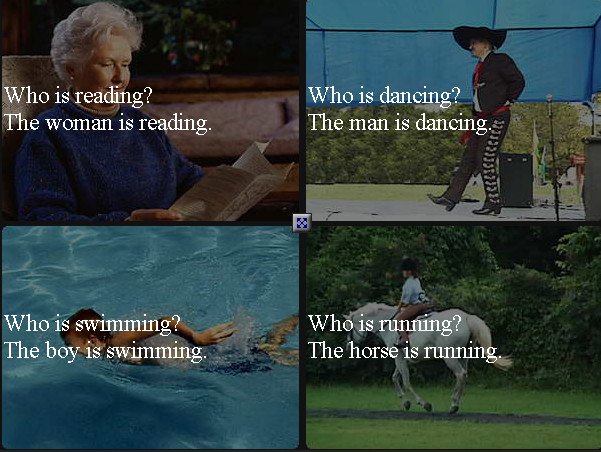 Who is reading?
The woman is reading.
Who is dancing?
The man is dancing.
Who is swimming?
The boy is swimming.
Who is running?
The horse is running.